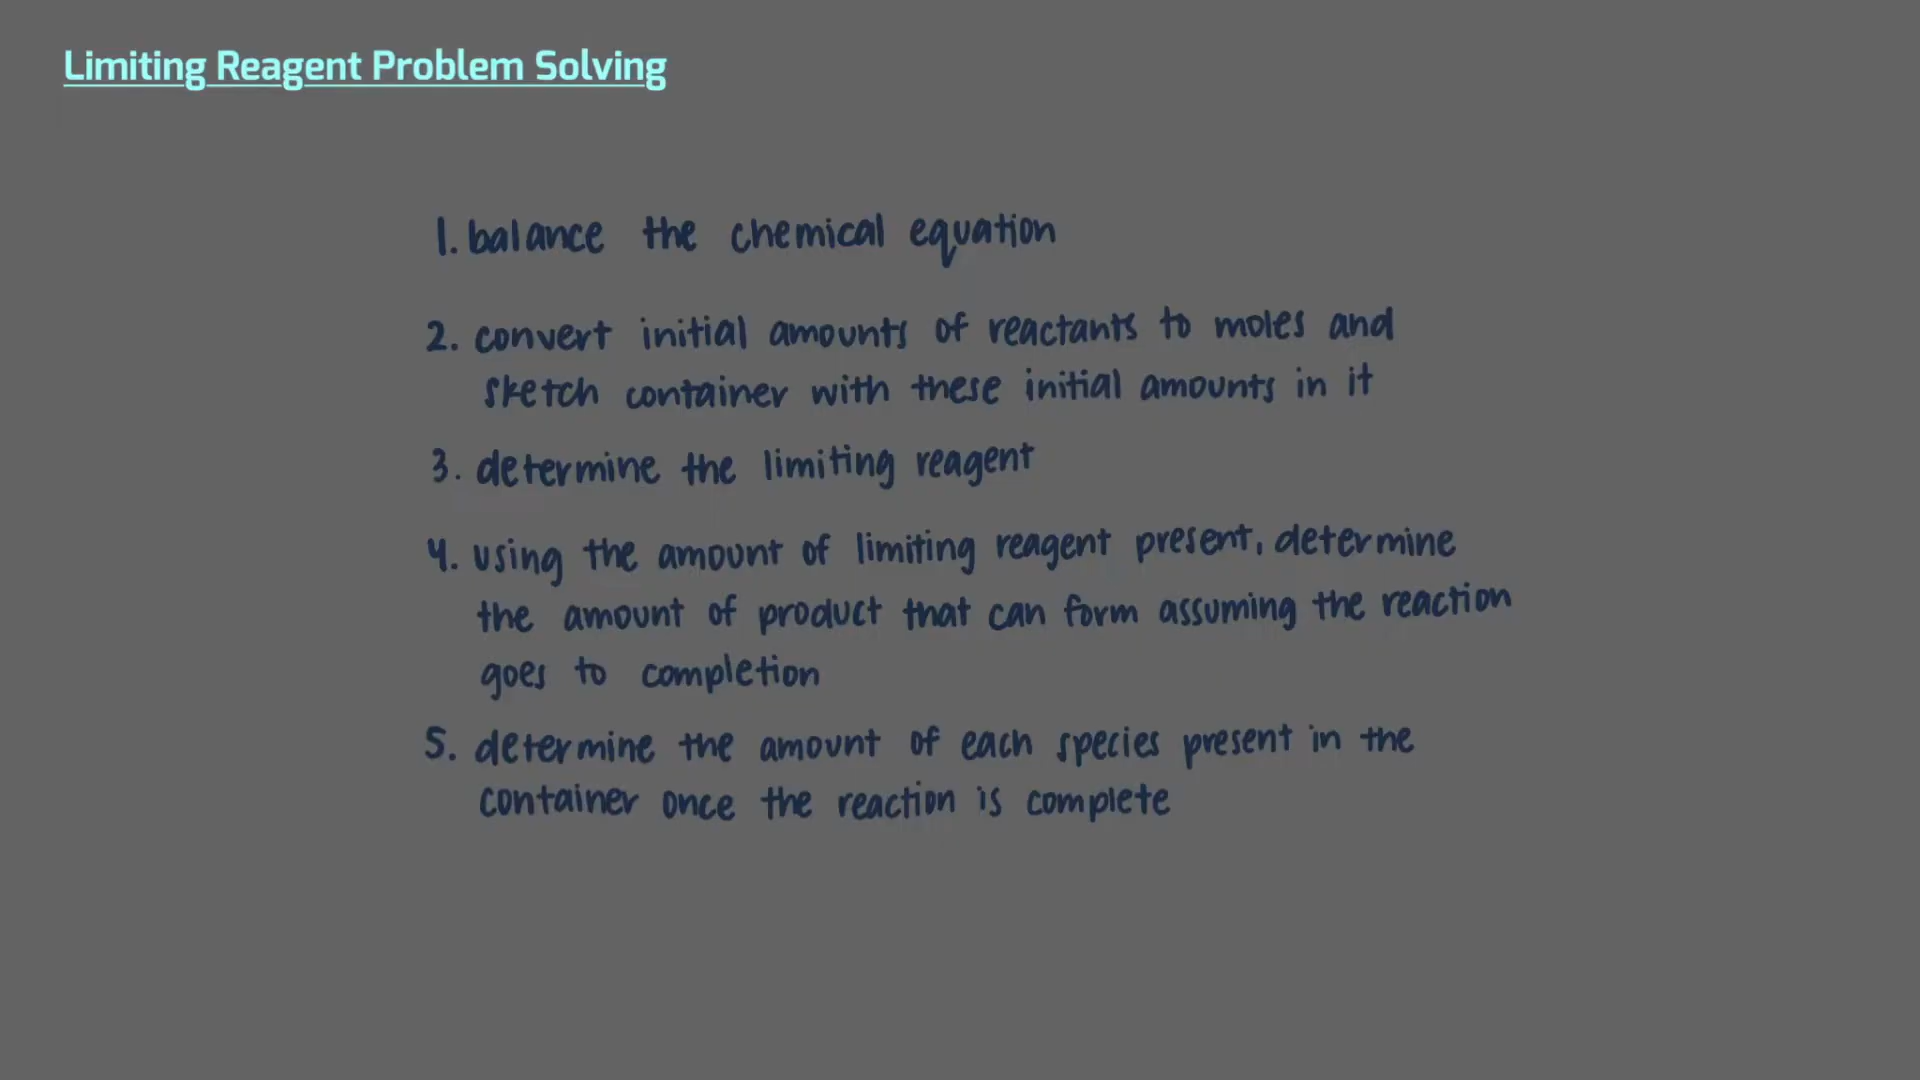 Limiting Reagent Problem Solving
1. balance the chemical equation
2. convert initial amounts of reactants to moles and
sketch container with these initial amounts in it
3. determine the limiting reagent
4. using the amount of limiting reagent present, determine
the amount of product that can form assuming the reaction
goes to completion
5. determine the amount of each species present in the
container once the reaction is complete